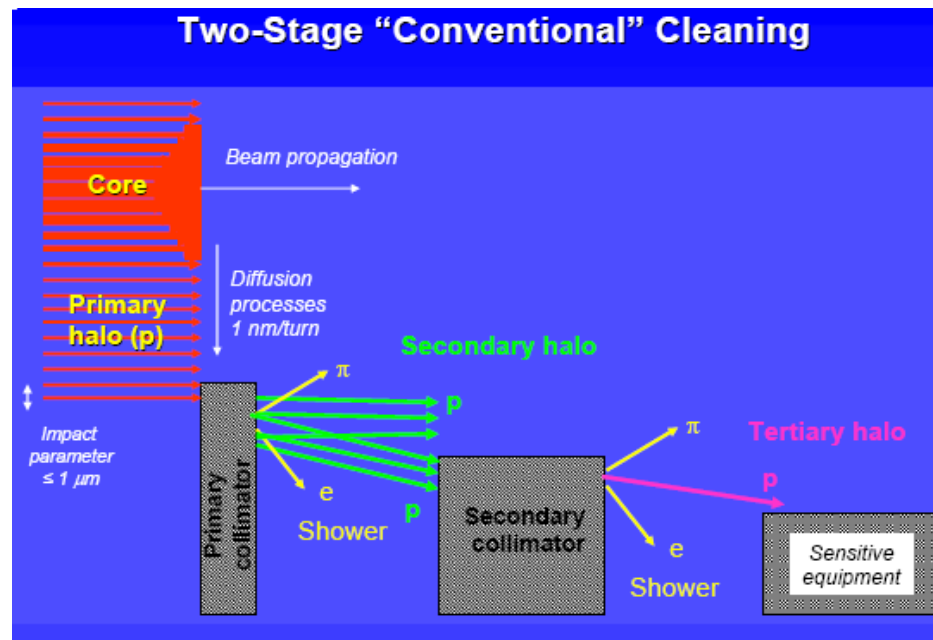 Two-Stage “Conventional” Cleaning
Beam propagation
Core
Diffusion
processes
1 nm/turn
Primary
halo (p)
Secondary halo
π
p
Impact
parameter
≤ 1 μm
Primary
collimator
e
Shower
p
Secondary
collimator
π
Tertiary halo
p
e
Shower
Sensitive
equipment